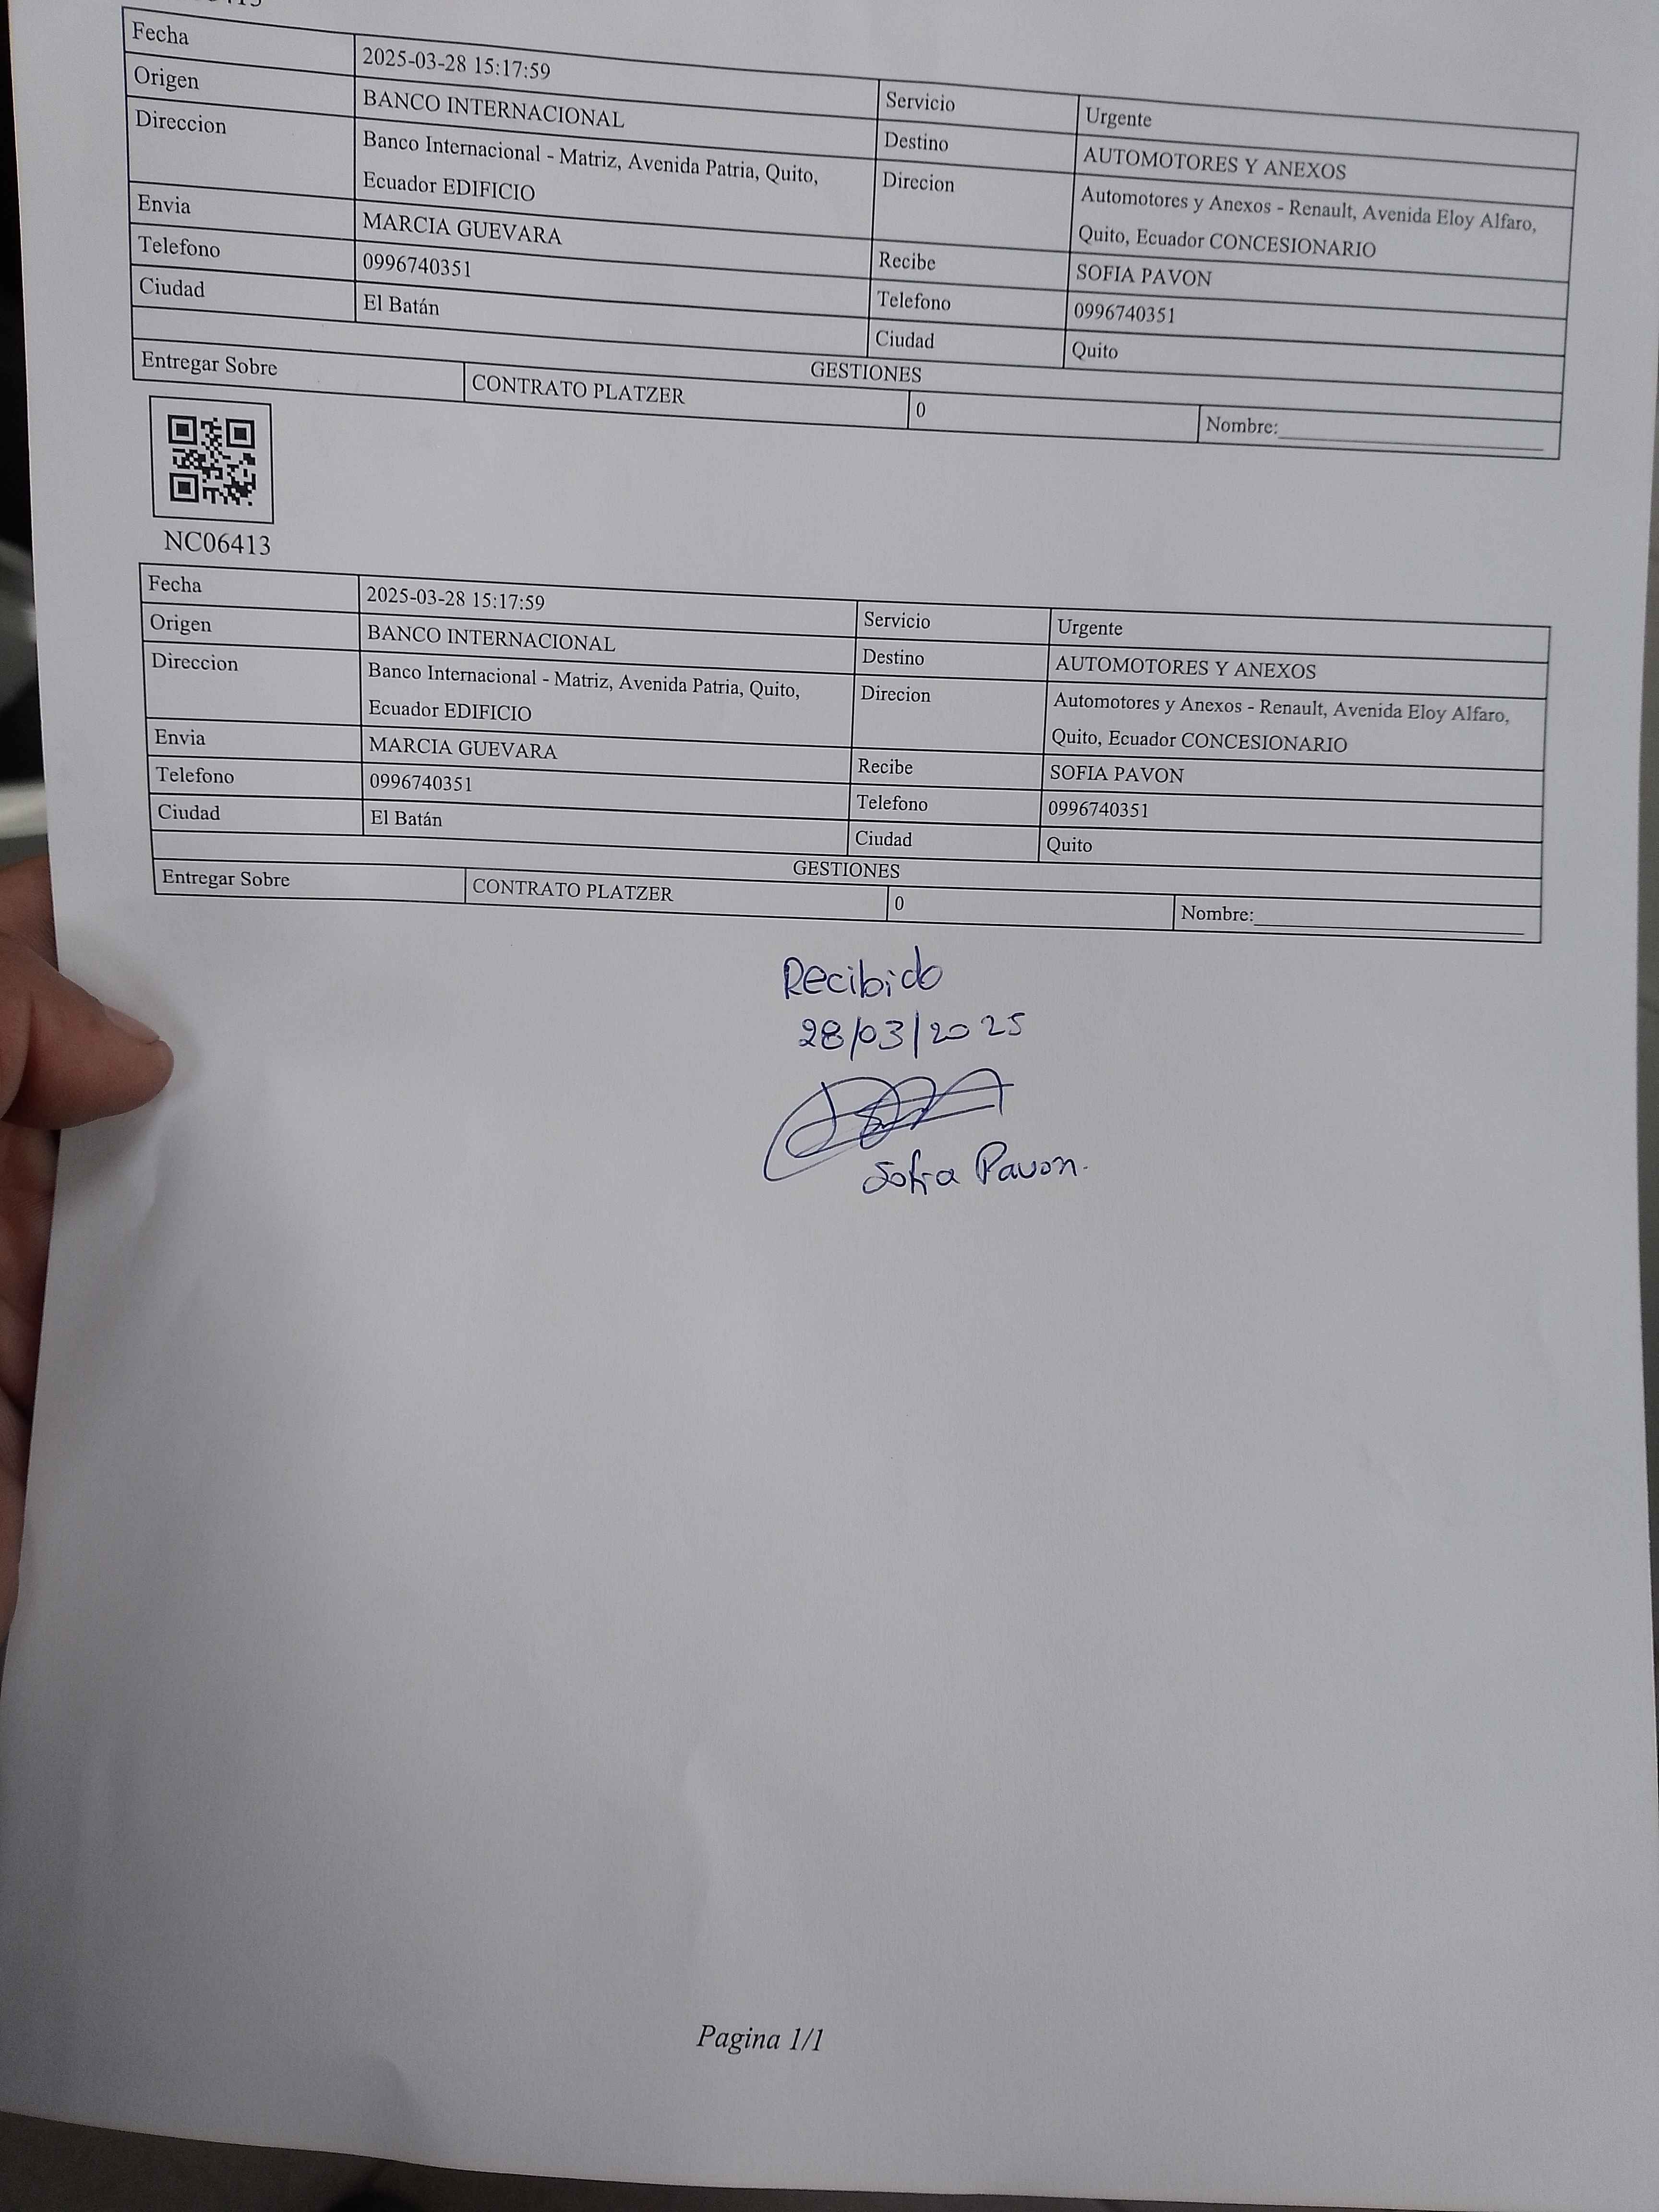 Fecha 2025-03-28 15:17:59 Servicio Urgente
Origen BANCO INTERNACIONAL Destino AUTOMOTORES Y ANEXOS
Direccion Banco Internacional - Matriz, Avenida Patria, Quito, Direcion Automotores y Anexos - Renault, Avenida Eloy Alfaro,
Ecuador EDIFICIO Quito, Ecuador CONCESIONARIO
Envia MARCIA GUEVARA Recibe SOFIA PAVON
Telefono 0996740351 Telefono 0996740351
Ciudad El Batán Ciudad Quito
GESTIONES
Entregar Sobre CONTRATO PLATZER 0 Nombre:
NC06413
Fecha 2025-03-28 15:17:59 Servicio Urgente
Origen BANCO INTERNACIONAL Destino AUTOMOTORES Y ANEXOS
Direccion Banco Internacional - Matriz, Avenida Patria, Quito, Direcion Automotores y Anexos - Renault, Avenida Eloy Alfaro,
Ecuador EDIFICIO Quito, Ecuador CONCESIONARIO
Envia MARCIA GUEVARA Recibe SOFIA PAVON
Telefono 0996740351 Telefono 0996740351
Ciudad El Batán Ciudad Quito
GESTIONES
Entregar Sobre CONTRATO PLATZER 0 Nombre:
Recibido
28/03/2025
Sofia Pavon.
Pagina 1/1